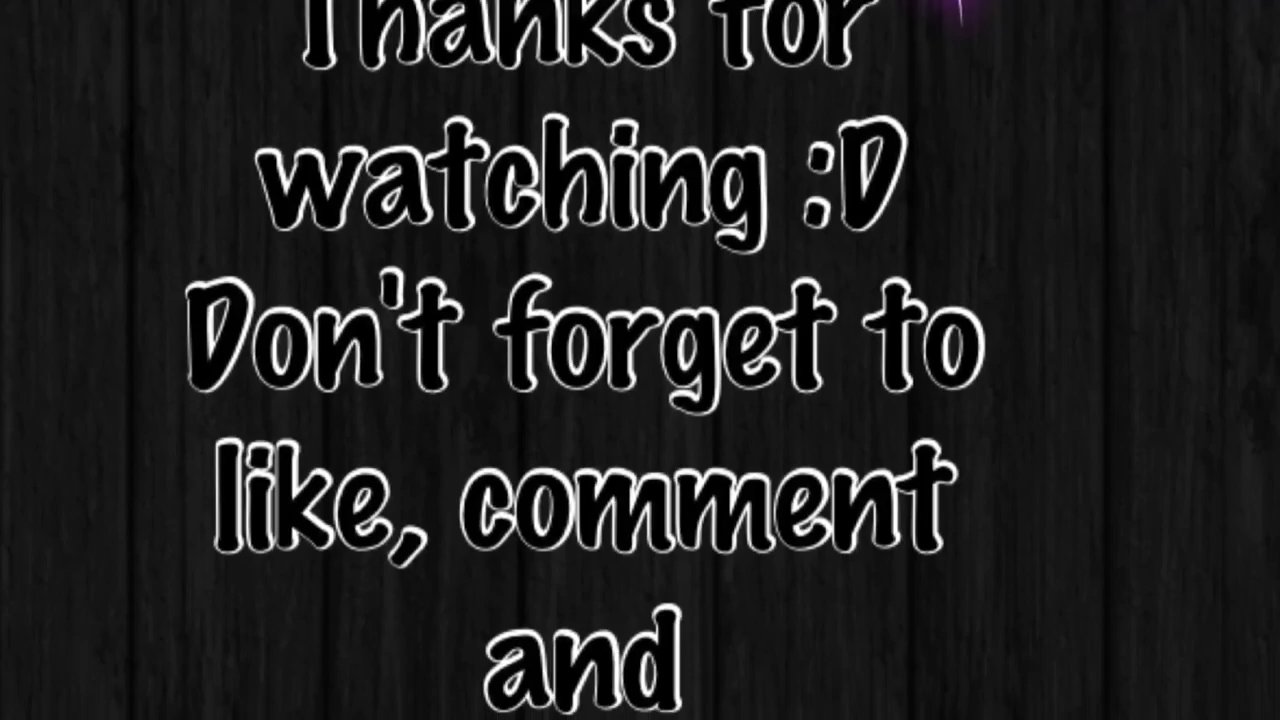 Thanks for
watching :D
Don't forget to
like, comment
and